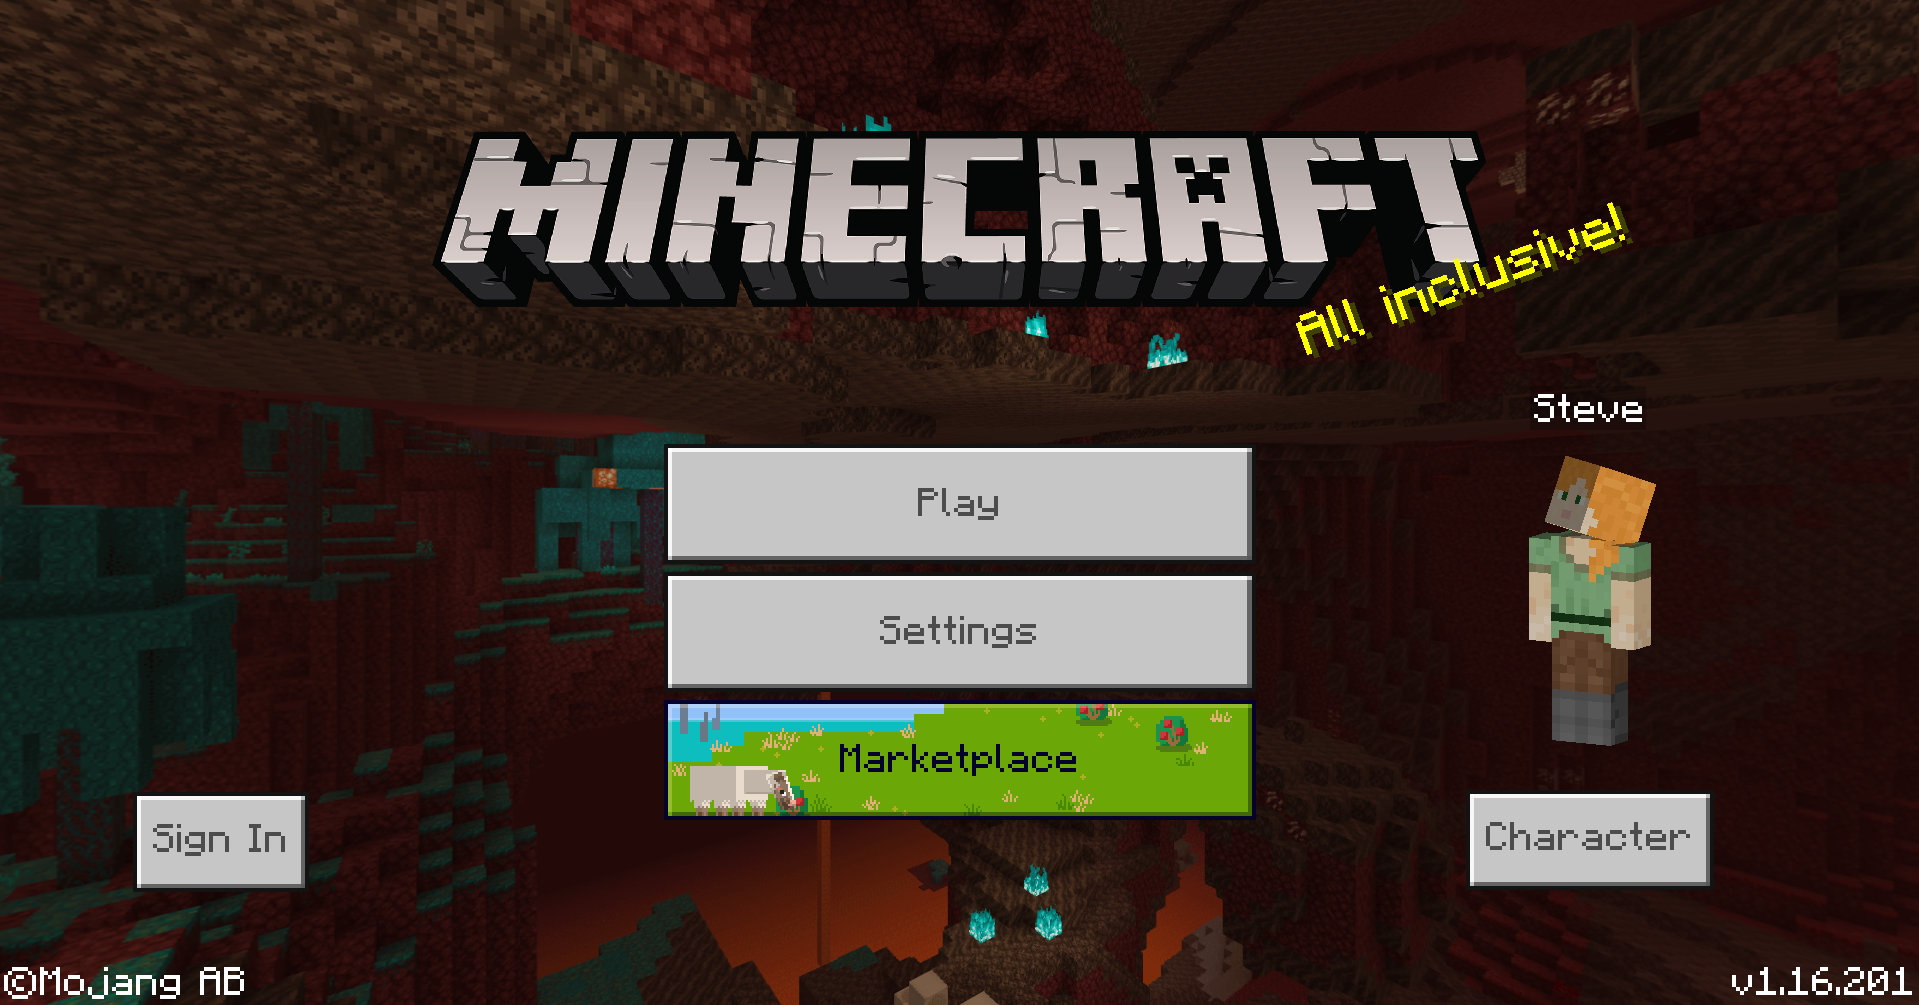 MINECRAFT
All inclusive!
Steve
Play
Settings
Marketplace
Sign In
Character
©Mojang AB
v1.16.201